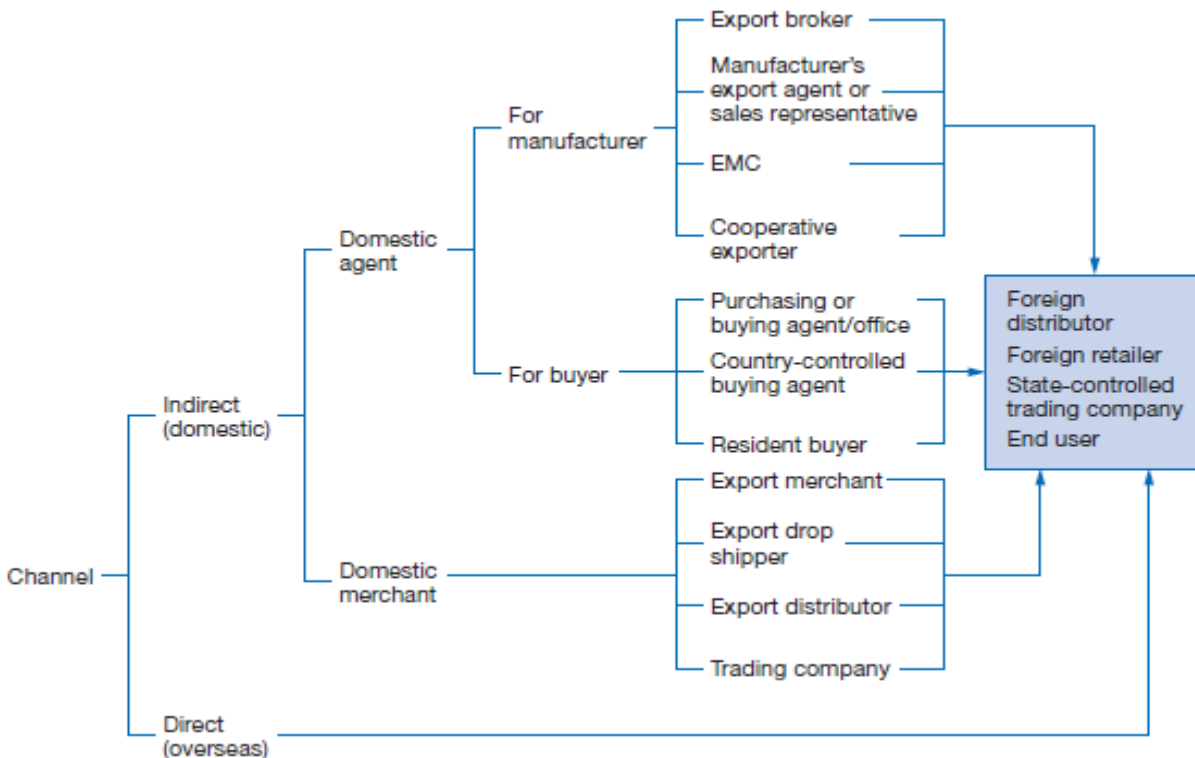 Export broker
Manufacturer's
export agent or
sales representative
For
manufacturer
EMC
Cooperative
exporter
Domestic
agent
Purchasing or
buying agent/office
For buyer
Country-controlled
buying agent
Resident buyer
Indirect
(domestic)
Export merchant
Export drop
shipper
Domestic
merchant
Export distributor
Trading company
Channel
Direct
(overseas)
Foreign
distributor
Foreign retailer
State-controlled
trading company
End user